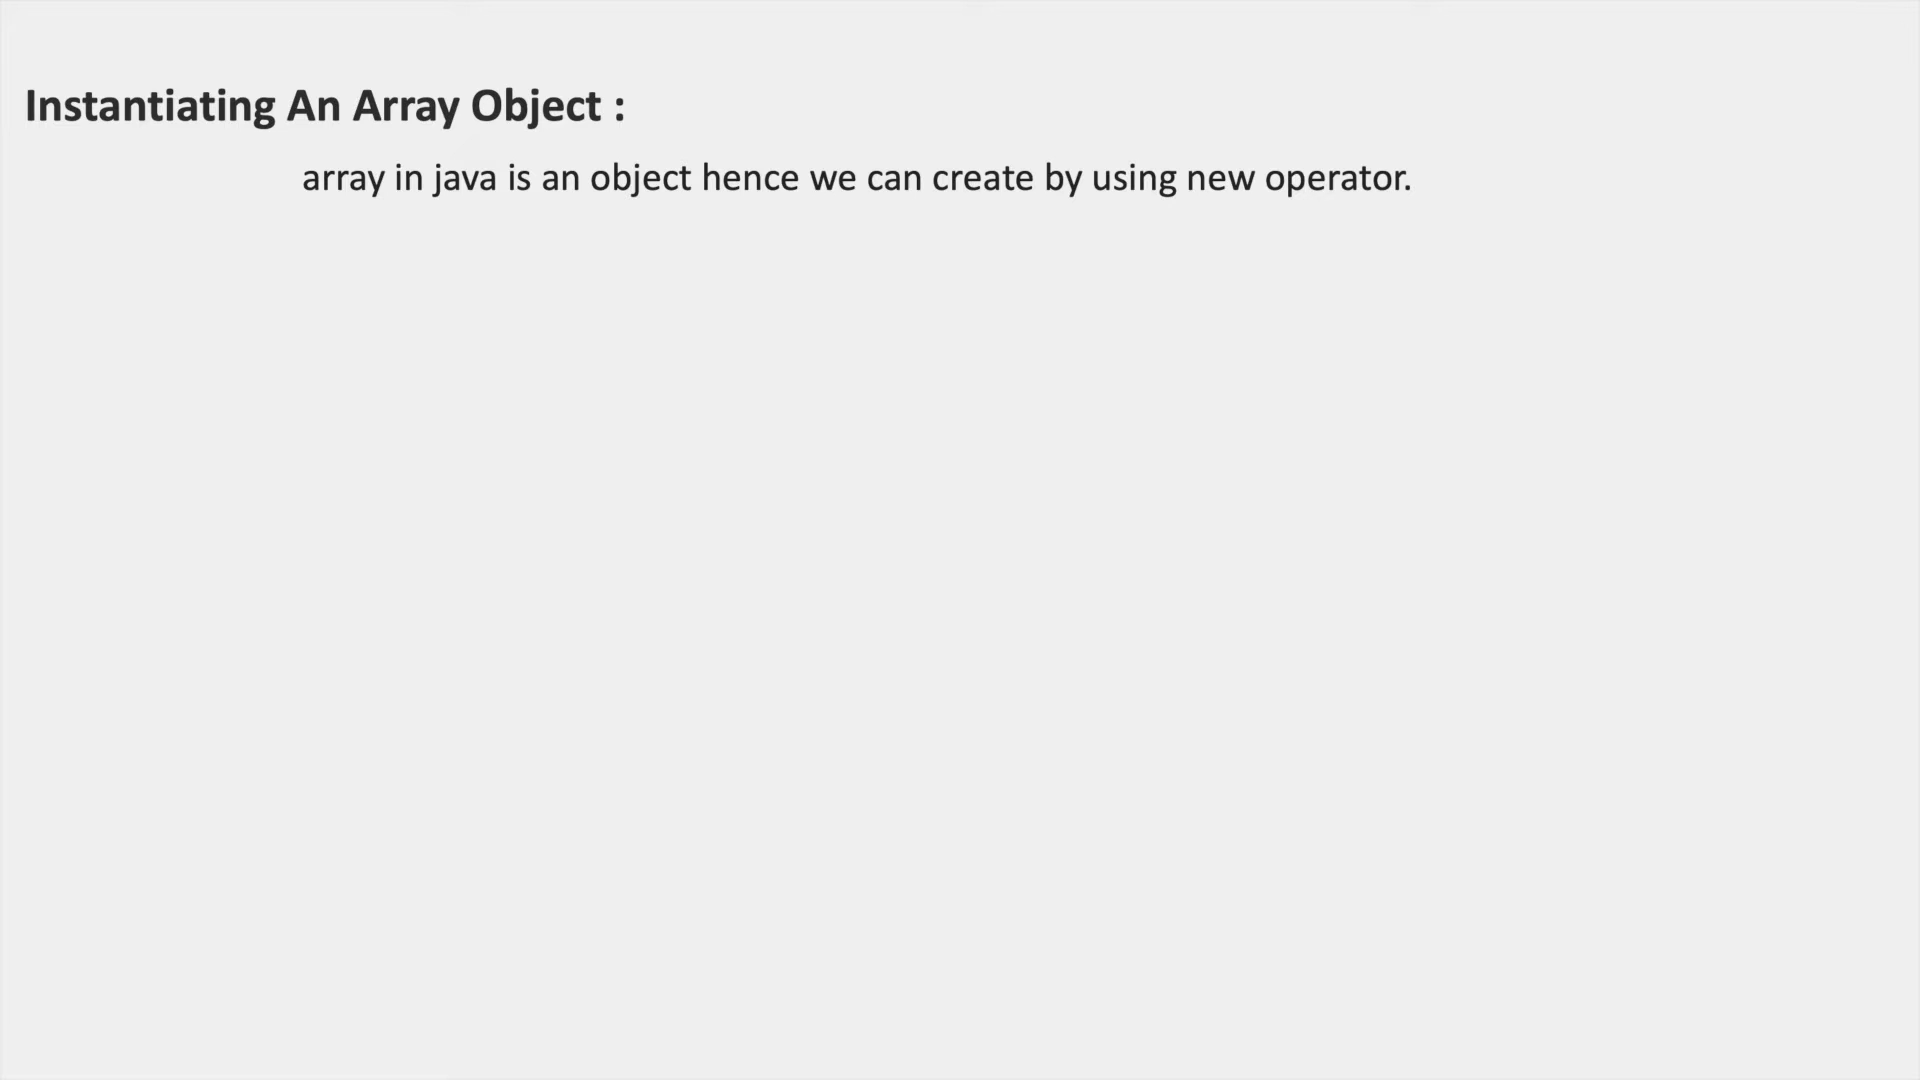 Instantiating An Array Object :
array in java is an object hence we can create by using new operator.